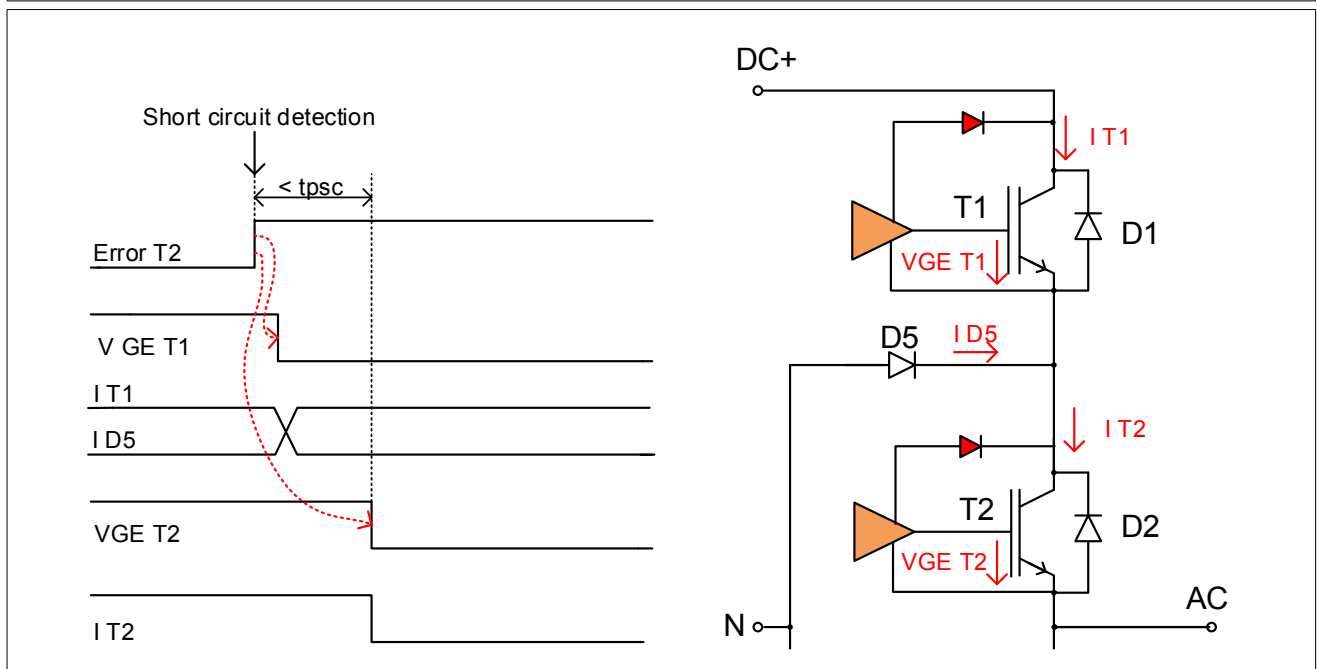 Short circuit detection
< tpsc
Error T2
V GE T1
I T1
I D5
VGE T2
I T2
DC+
I T1
T1
D1
VGE T1
D5
I D5
I T2
T2
D2
VGE T2
AC
N